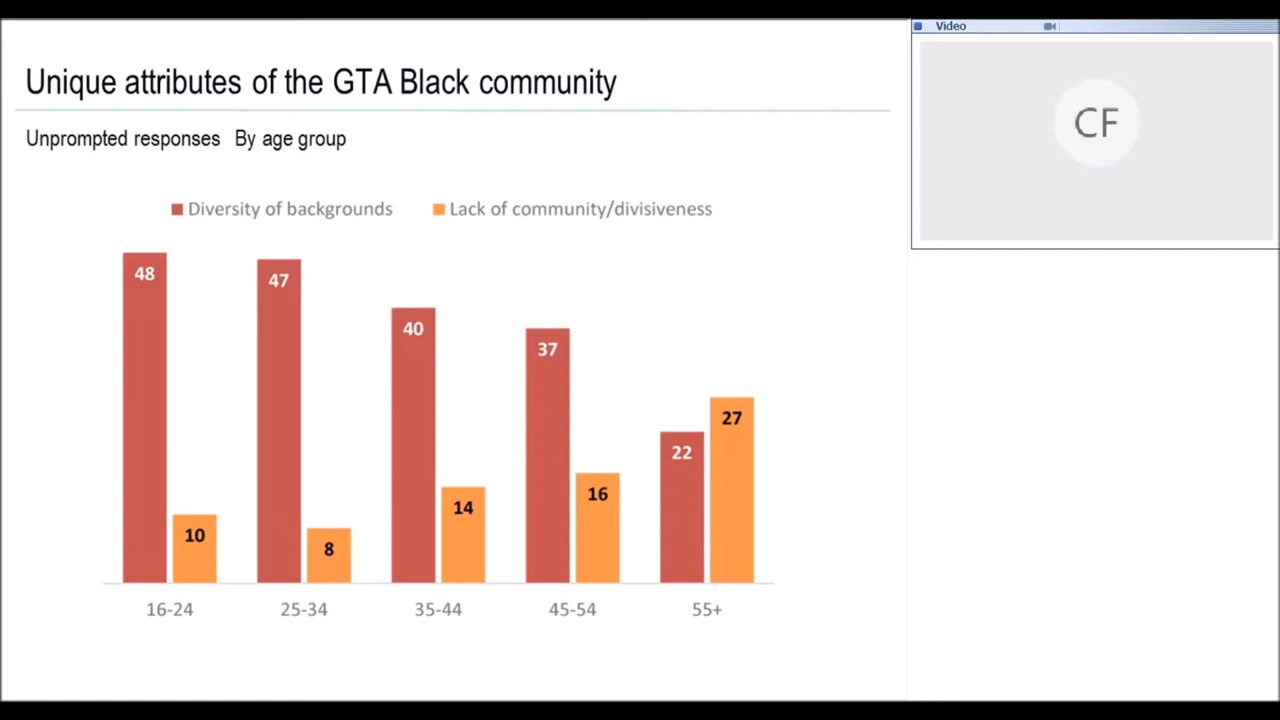 Unique attributes of the GTA Black community
Unprompted responses By age group
Diversity of backgrounds Lack of community/divisiveness
48 47 40 37 22 27
10 8 14 16
16-24 25-34 35-44 45-54 55+
Video
CF